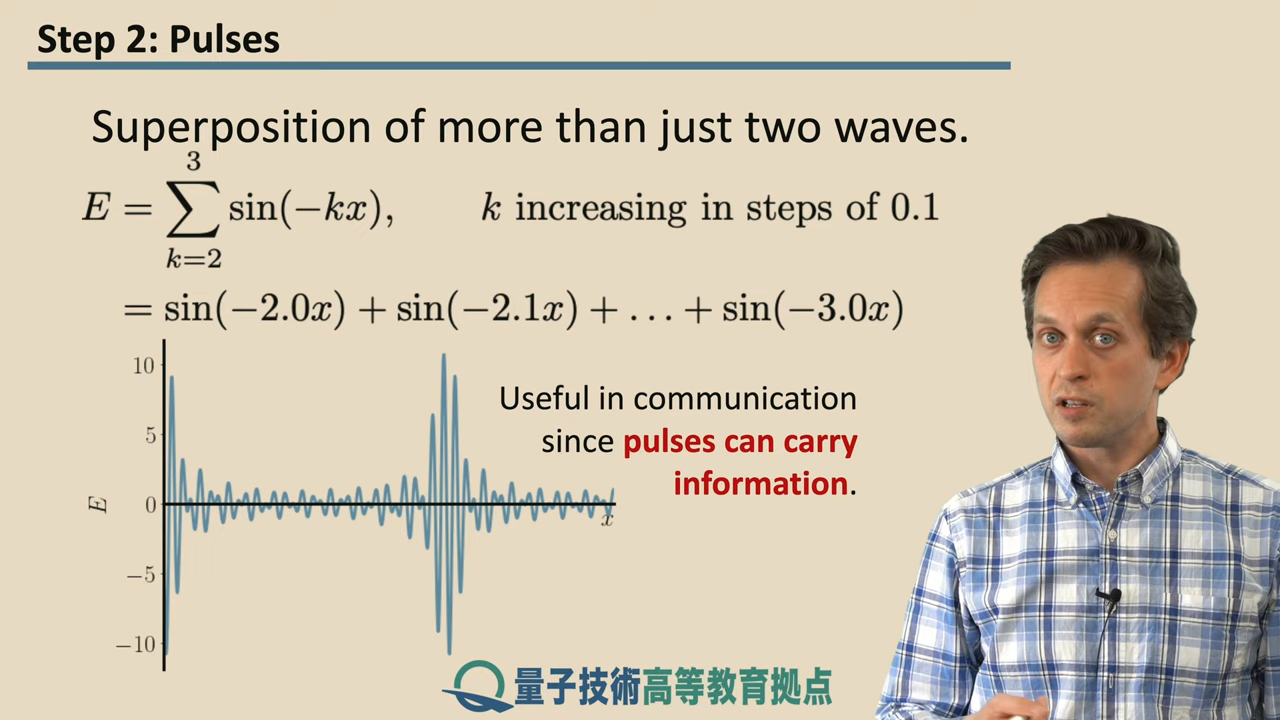 Step 2: Pulses
Superposition of more than just two waves.
E = \sum_{k=2}^{3} sin(−kx), k increasing in steps of 0.1
= sin(−2.0x) + sin(−2.1x) + … + sin(−3.0x)
10
5
0
−5
−10
E
x
Useful in communication
since pulses can carry
information.
量子技術高等教育拠点